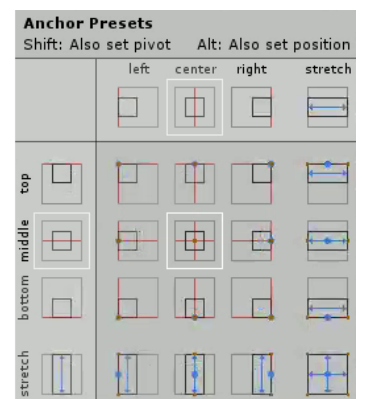 Anchor Presets
Shift: Also set pivot Alt: Also set position
left center right stretch
top
middle
bottom
stretch